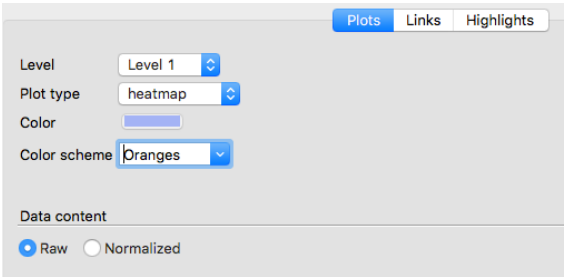 Plots Links Highlights
Level Level 1
Plot type heatmap
Color
Color scheme Oranges
Data content
Raw Normalized